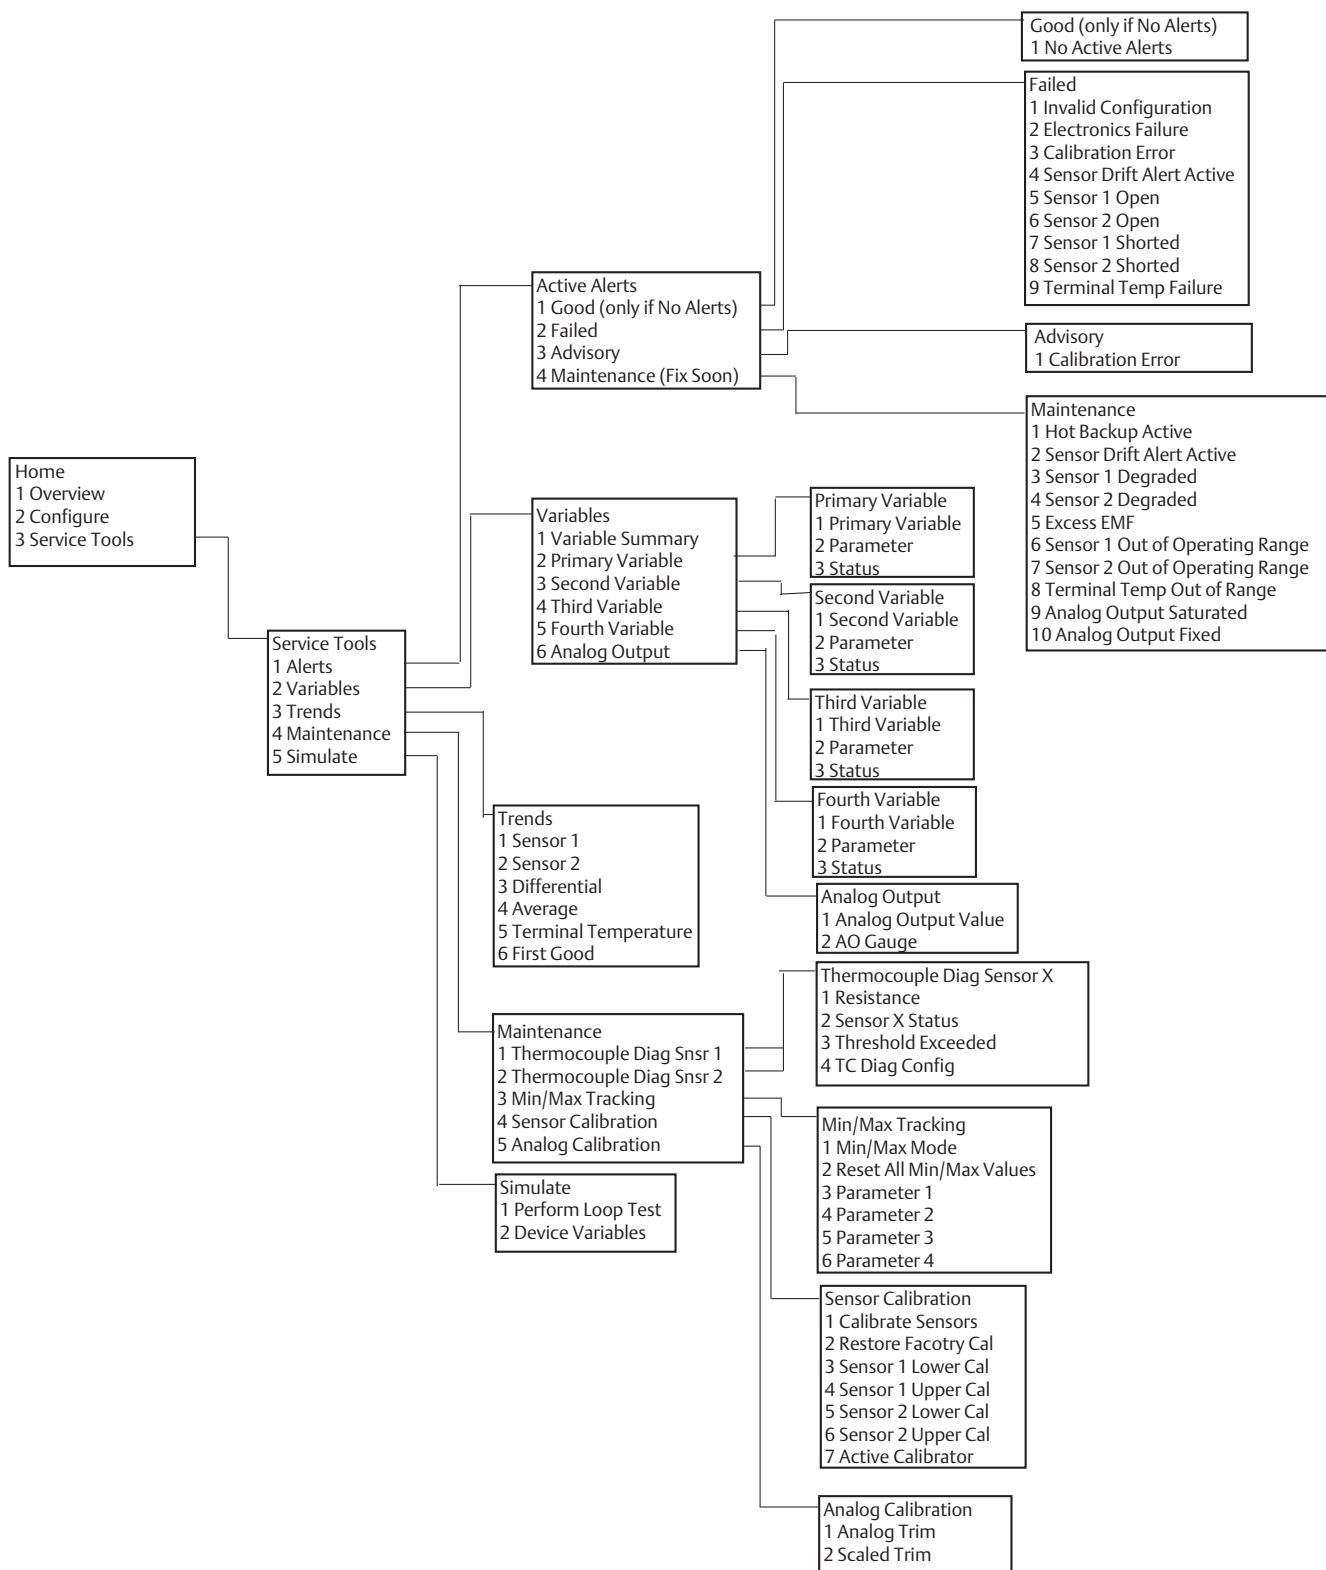 Home
1 Overview
2 Configure
3 Service Tools
Service Tools
1 Alerts
2 Variables
3 Trends
4 Maintenance
5 Simulate
Active Alerts
1 Good (only if No Alerts)
2 Failed
3 Advisory
4 Maintenance (Fix Soon)
Variables
1 Variable Summary
2 Primary Variable
3 Second Variable
4 Third Variable
5 Fourth Variable
6 Analog Output
Trends
1 Sensor 1
2 Sensor 2
3 Differential
4 Average
5 Terminal Temperature
6 First Good
Maintenance
1 Thermocouple Diag Snsr 1
2 Thermocouple Diag Snsr 2
3 Min/Max Tracking
4 Sensor Calibration
5 Analog Calibration
Simulate
1 Perform Loop Test
2 Device Variables
Good (only if No Alerts)
1 No Active Alerts
Failed
1 Invalid Configuration
2 Electronics Failure
3 Calibration Error
4 Sensor Drift Alert Active
5 Sensor 1 Open
6 Sensor 2 Open
7 Sensor 1 Shorted
8 Sensor 2 Shorted
9 Terminal Temp Failure
Advisory
1 Calibration Error
Maintenance
1 Hot Backup Active
2 Sensor Drift Alert Active
3 Sensor 1 Degraded
4 Sensor 2 Degraded
5 Excess EMF
6 Sensor 1 Out of Operating Range
7 Sensor 2 Out of Operating Range
8 Terminal Temp Out of Range
9 Analog Output Saturated
10 Analog Output Fixed
Primary Variable
1 Primary Variable
2 Parameter
3 Status
Second Variable
1 Second Variable
2 Parameter
3 Status
Third Variable
1 Third Variable
2 Parameter
3 Status
Fourth Variable
1 Fourth Variable
2 Parameter
3 Status
Analog Output
1 Analog Output Value
2 AO Gauge
Thermocouple Diag Sensor X
1 Resistance
2 Sensor X Status
3 Threshold Exceeded
4 TC Diag Config
Min/Max Tracking
1 Min/Max Mode
2 Reset All Min/Max Values
3 Parameter 1
4 Parameter 2
5 Parameter 3
6 Parameter 4
Sensor Calibration
1 Calibrate Sensors
2 Restore Facotry Cal
3 Sensor 1 Lower Cal
4 Sensor 1 Upper Cal
5 Sensor 2 Lower Cal
6 Sensor 2 Upper Cal
7 Active Calibrator
Analog Calibration
1 Analog Trim
2 Scaled Trim